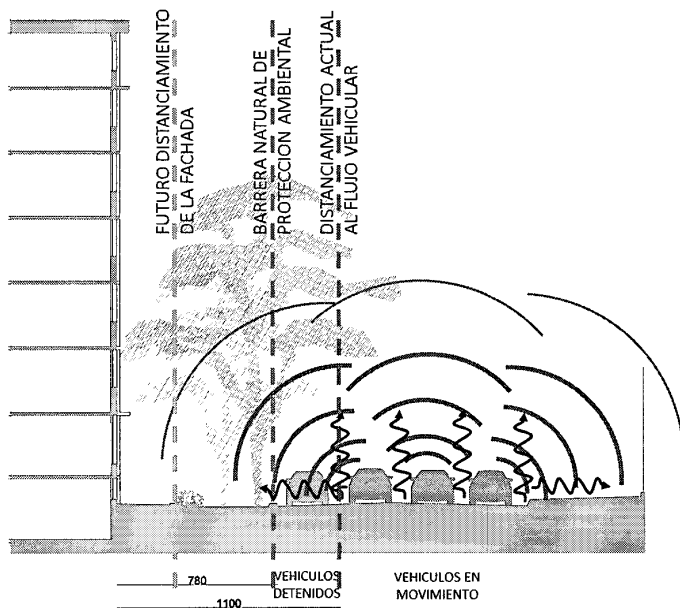 FUTURO DISTANCIAMIENTO
DE LA FACHADA
BARRERA NATURAL DE
PROTECCION AMBIENTAL
DISTANCIAMIENTO ACTUAL
AL FLUJO VEHICULAR
780
VEHICULOS
DETENIDOS
VEHICULOS EN
MOVIMIENTO
1100